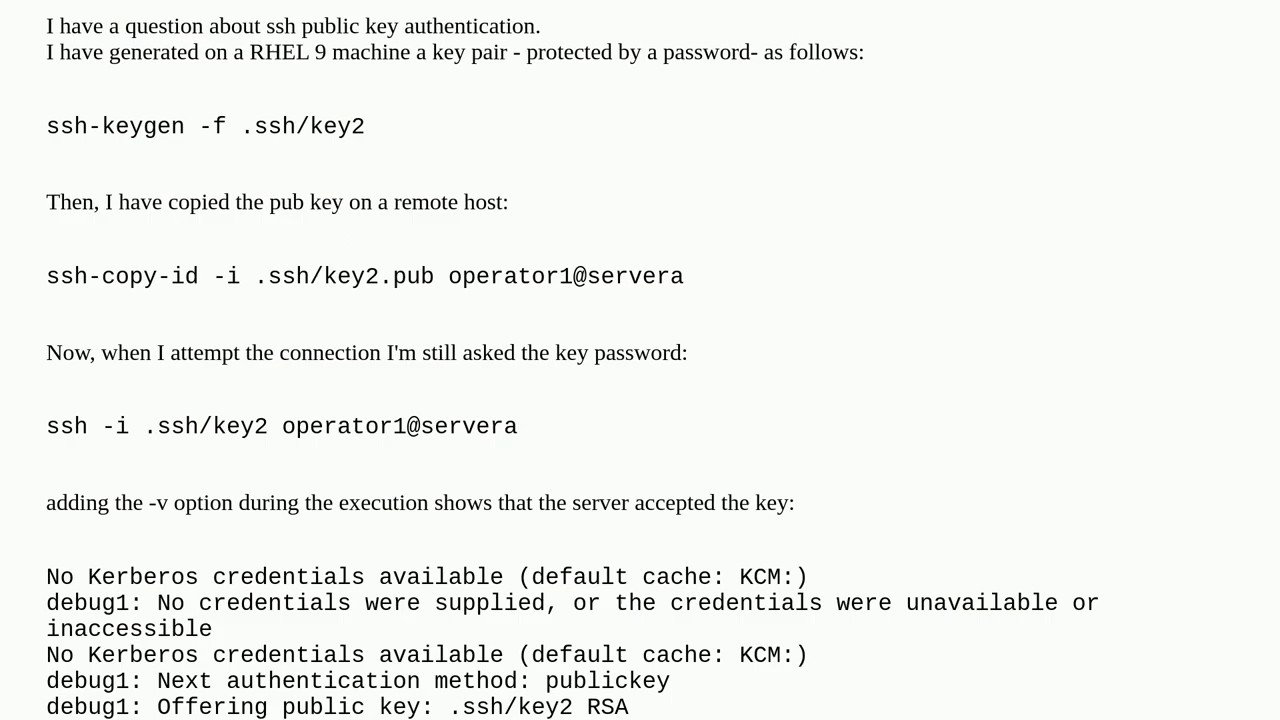 I have a question about ssh public key authentication.
I have generated on a RHEL 9 machine a key pair - protected by a password- as follows:
ssh-keygen -f .ssh/key2
Then, I have copied the pub key on a remote host:
ssh-copy-id -i .ssh/key2.pub operator1@servera
Now, when I attempt the connection I'm still asked the key password:
ssh -i .ssh/key2 operator1@servera
adding the -v option during the execution shows that the server accepted the key:
No Kerberos credentials available (default cache: KCM:)
debug1: No credentials were supplied, or the credentials were unavailable or
inaccessible
No Kerberos credentials available (default cache: KCM:)
debug1: Next authentication method: publickey
debug1: Offering public key: .ssh/key2 RSA